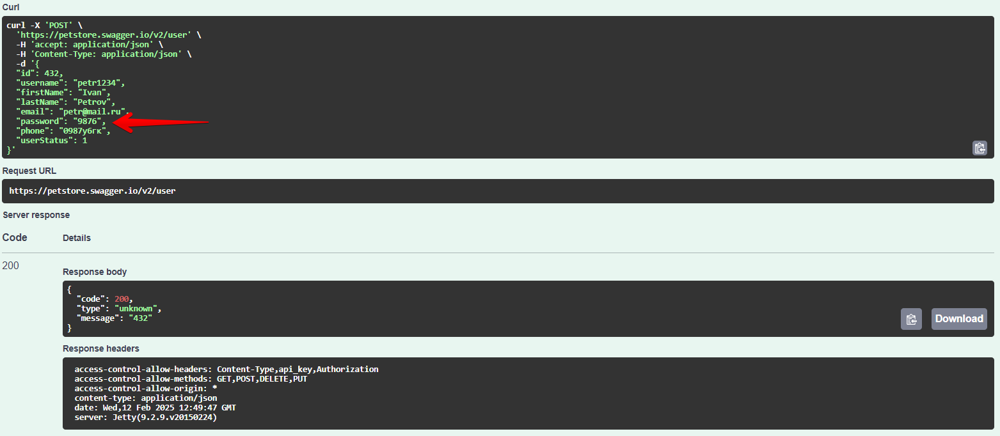 Curl
curl -X 'POST' \
'https://petstore.swagger.io/v2/user' \
-H 'accept: application/json' \
-H 'Content-Type: application/json' \
-d '{
"id": 432,
"username": "petr1234",
"firstName": "Ivan",
"lastName": "Petrov",
"email": "petr@mail.ru",
"password": "9876",
"phone": "0987у6гк",
"userStatus": 1
}'
Request URL
https://petstore.swagger.io/v2/user
Server response
Code Details
200
Response body
{
"code": 200,
"type": "unknown",
"message": "432"
}
Download
Response headers
access-control-allow-headers: Content-Type,api_key,Authorization
access-control-allow-methods: GET,POST,DELETE,PUT
access-control-allow-origin: *
content-type: application/json
date: Wed,12 Feb 2025 12:49:47 GMT
server: Jetty(9.2.9.v20150224)